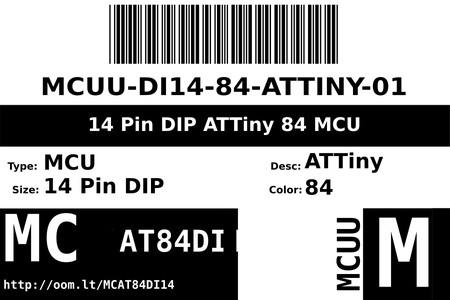 MCUU-DI14-84-ATTINY-01
14 Pin DIP ATTiny 84 MCU
Type: MCU
Desc: ATTiny
Size: 14 Pin DIP
Color: 84
MC AT84DI
MCUU
M
http://oom.lt/MCAT84DI14